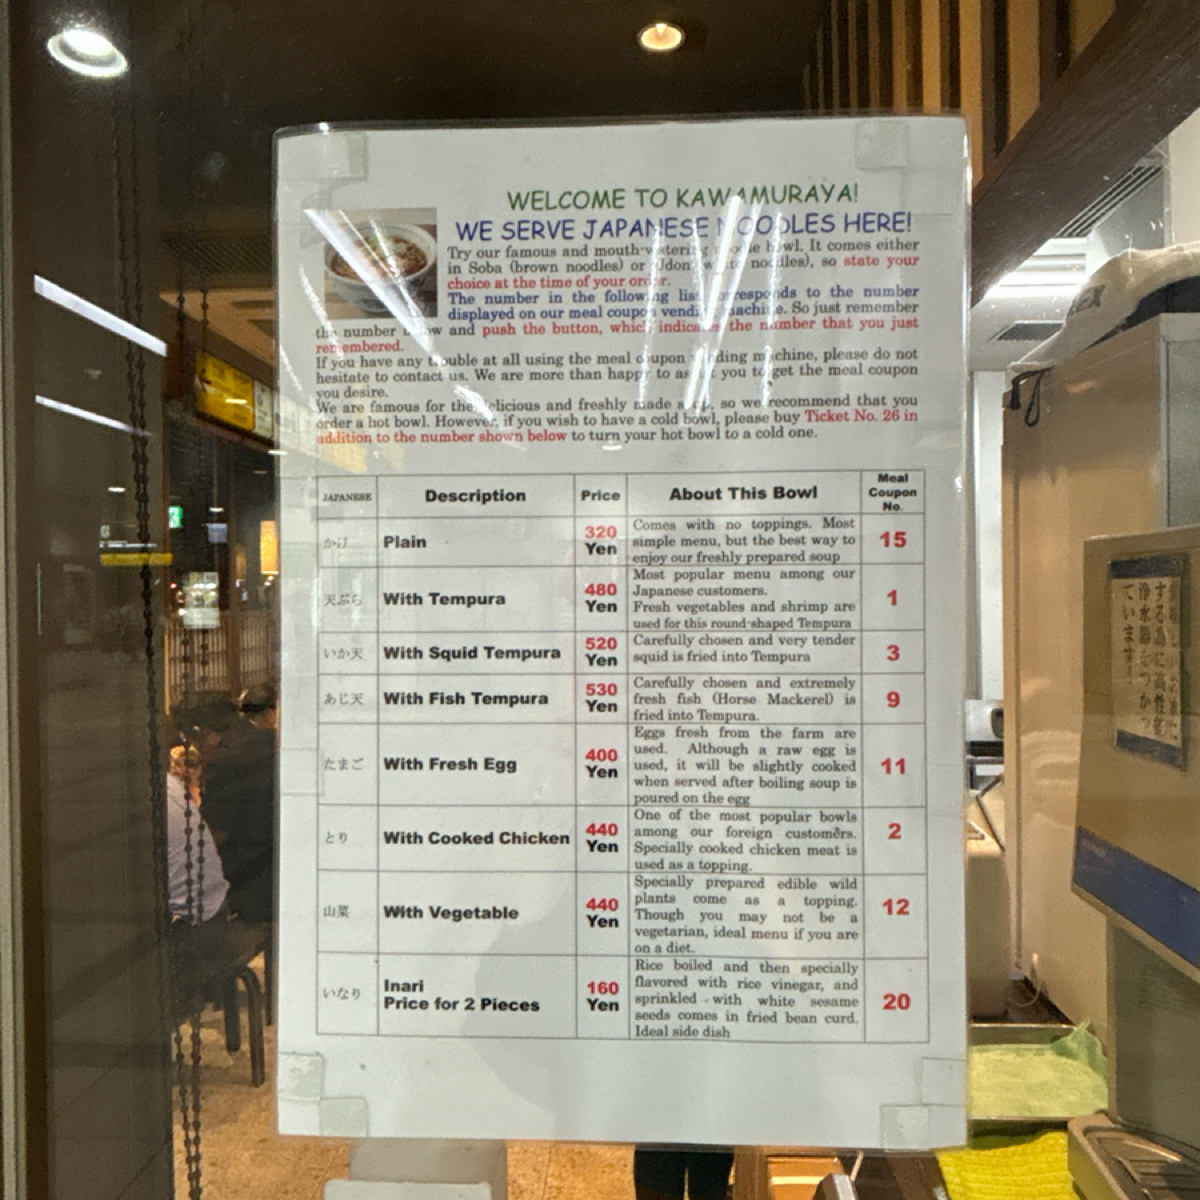 WELCOME TO KAWAMURAYA!
WE SERVE JAPANESE NOODLES HERE!
Try our famous and mouth-watering noodle bowl. It comes either
in Soba (brown noodles) or Udon (white noodles), so state your
choice at the time of your order.
The number in the following list corresponds to the number
displayed on our meal coupon vending machine. So just remember
the number below and push the button, which indicates the number that you just
remembered.
If you have any trouble at all using the meal coupon vending machine, please do not
hesitate to contact us. We are more than happy to assist you to get the meal coupon
you desire.
We are famous for the delicious and freshly made soup, so we recommend that you
order a hot bowl. However, if you wish to have a cold bowl, please buy Ticket No. 26 in
addition to the number shown below to turn your hot bowl to a cold one.
JAPANESE Description Price About This Bowl Meal Coupon No.
かけ Plain 320 Yen Comes with no toppings. Most
simple menu, but the best way to
enjoy our freshly prepared soup 15
天ぷら With Tempura 480 Yen Most popular menu among our
Japanese customers.
Fresh vegetables and shrimp are
used for this round-shaped Tempura 1
いか天 With Squid Tempura 520 Yen Carefully chosen and very tender
squid is fried into Tempura 3
あじ天 With Fish Tempura 530 Yen Carefully chosen and extremely
fresh fish (Horse Mackerel) is
fried into Tempura. 9
たまご With Fresh Egg 400 Yen Eggs fresh from the farm are
used. Although a raw egg is
used, it will be slightly cooked
when served after boiling soup is
poured on the egg 11
とり With Cooked Chicken 440 Yen One of the most popular bowls
among our foreign customers.
Specially cooked chicken meat is
used as a topping. 2
山菜 With Vegetable 440 Yen Specially prepared edible wild
plants come as a topping.
Though you may not be a
vegetarian, ideal menu if you are
on a diet. 12
いなり Inari
Price for 2 Pieces 160 Yen Rice boiled and then specially
flavored with rice vinegar, and
sprinkled with white sesame
seeds comes in fried bean curd.
Ideal side dish 20
する為に高性能
浄水器をつかっ
ています！